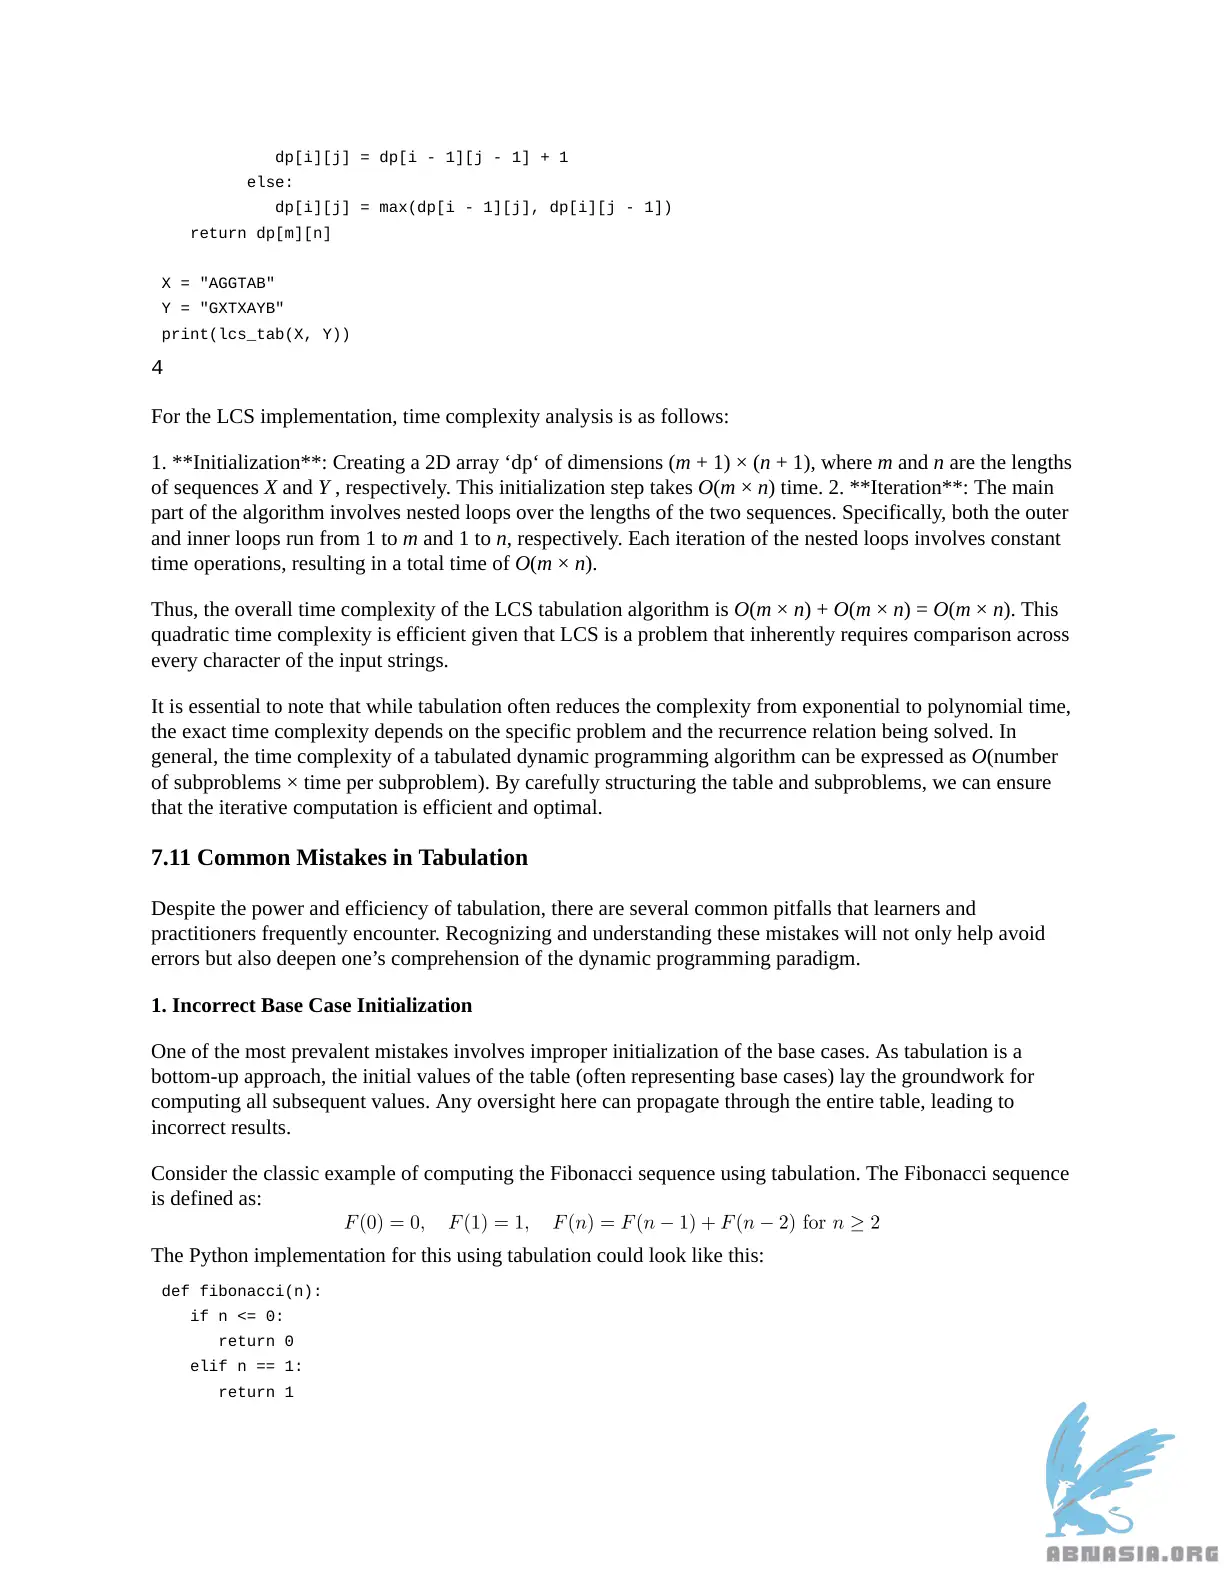 dp[i][j] = dp[i - 1][j - 1] + 1
else:
dp[i][j] = max(dp[i - 1][j], dp[i][j - 1])
return dp[m][n]
X = "AGGTAB"
Y = "GXTXAYB"
print(lcs_tab(X, Y))
4
For the LCS implementation, time complexity analysis is as follows:
1. **Initialization**: Creating a 2D array ‘dp‘ of dimensions (m + 1) × (n + 1), where m and n are the lengths
of sequences X and Y , respectively. This initialization step takes O(m × n) time. 2. **Iteration**: The main
part of the algorithm involves nested loops over the lengths of the two sequences. Specifically, both the outer
and inner loops run from 1 to m and 1 to n, respectively. Each iteration of the nested loops involves constant
time operations, resulting in a total time of O(m × n).
Thus, the overall time complexity of the LCS tabulation algorithm is O(m × n) + O(m × n) = O(m × n). This
quadratic time complexity is efficient given that LCS is a problem that inherently requires comparison across
every character of the input strings.
It is essential to note that while tabulation often reduces the complexity from exponential to polynomial time,
the exact time complexity depends on the specific problem and the recurrence relation being solved. In
general, the time complexity of a tabulated dynamic programming algorithm can be expressed as O(number
of subproblems × time per subproblem). By carefully structuring the table and subproblems, we can ensure
that the iterative computation is efficient and optimal.
7.11 Common Mistakes in Tabulation
Despite the power and efficiency of tabulation, there are several common pitfalls that learners and
practitioners frequently encounter. Recognizing and understanding these mistakes will not only help avoid
errors but also deepen one’s comprehension of the dynamic programming paradigm.
1. Incorrect Base Case Initialization
One of the most prevalent mistakes involves improper initialization of the base cases. As tabulation is a
bottom-up approach, the initial values of the table (often representing base cases) lay the groundwork for
computing all subsequent values. Any oversight here can propagate through the entire table, leading to
incorrect results.
Consider the classic example of computing the Fibonacci sequence using tabulation. The Fibonacci sequence
is defined as:
F(0) = 0, F(1) = 1, F(n) = F(n − 1) + F(n − 2) for n ≥ 2
The Python implementation for this using tabulation could look like this:
def fibonacci(n):
if n <= 0:
return 0
elif n == 1:
return 1
ABNASIA.ORG